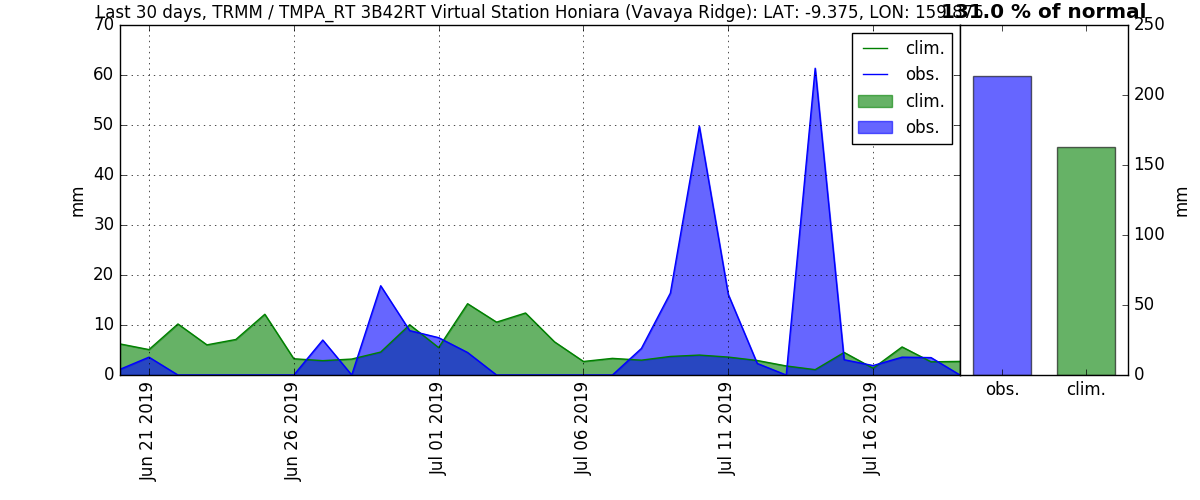 Last 30 days, TRMM / TMPA_RT 3B42RT Virtual Station Honiara (Vavaya Ridge): LAT: -9.375, LON:
131.0 % of normal
70
60
50
40
30
20
10
0
mm
clim.
obs.
clim.
obs.
Jun 21 2019
Jun 26 2019
Jul 01 2019
Jul 06 2019
Jul 11 2019
Jul 16 2019
250
200
150
100
50
0
mm
obs.
clim.